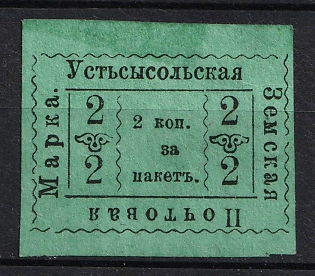 Устьсысольская
Земская
Почтовая
Марка.
2 2
2 коп.
за
пакетъ.
2 2